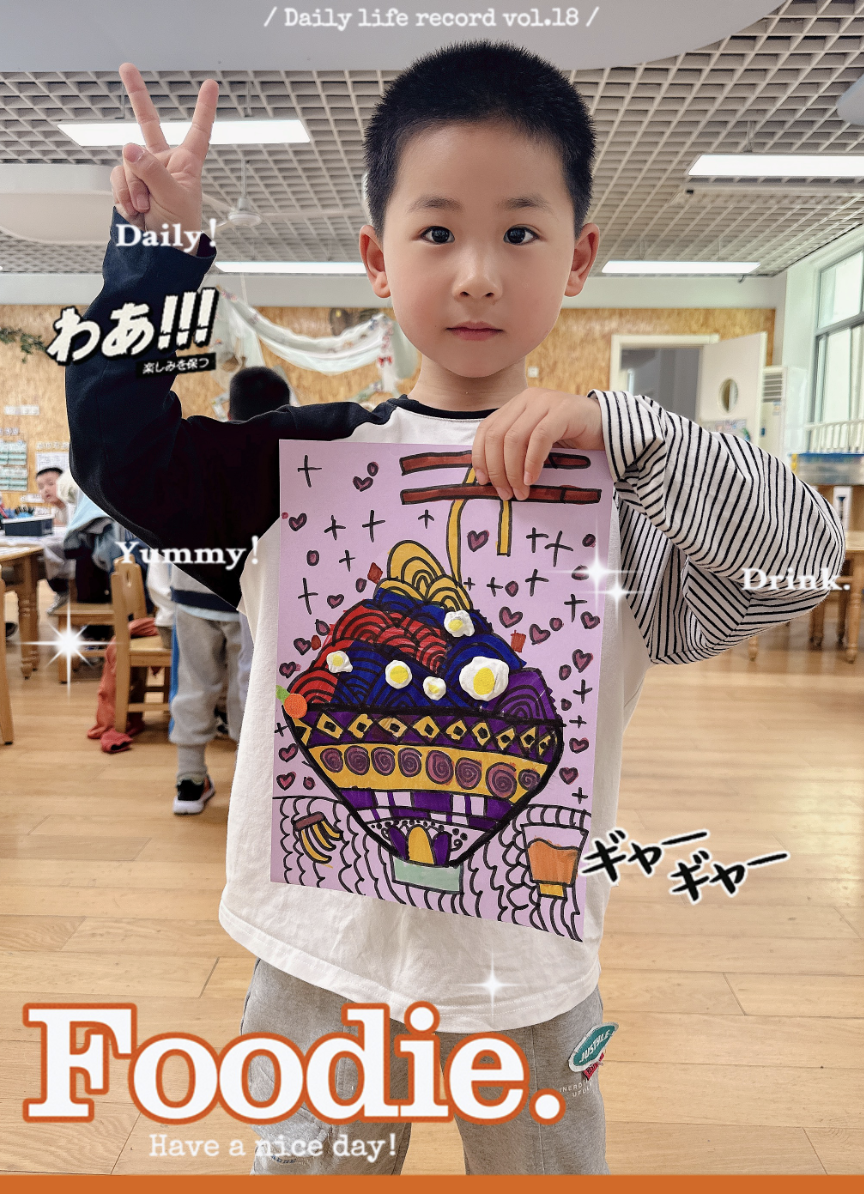 / Daily life record vol.18 /
Daily!
わあ!!!
楽しみを保つ
Yummy!
Drink.
ギャー
ギャー
JUSTICE
Foodie.
Have a nice day!